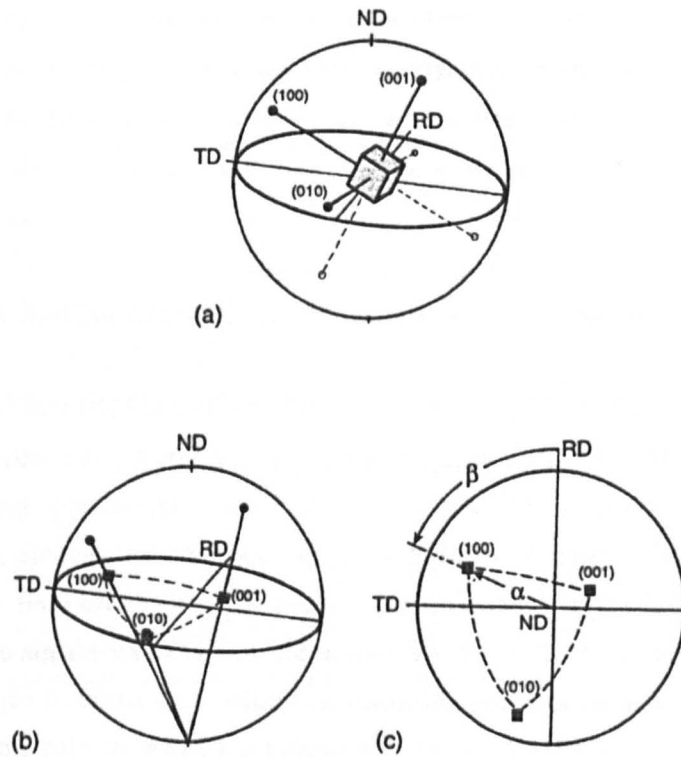 ND
(001)
(100)
RD
TD
(010)
(a)
ND
RD
TD
(100)
(001)
(010)
(b)
RD
β
(100)
(001)
α
TD
ND
(010)
(c)